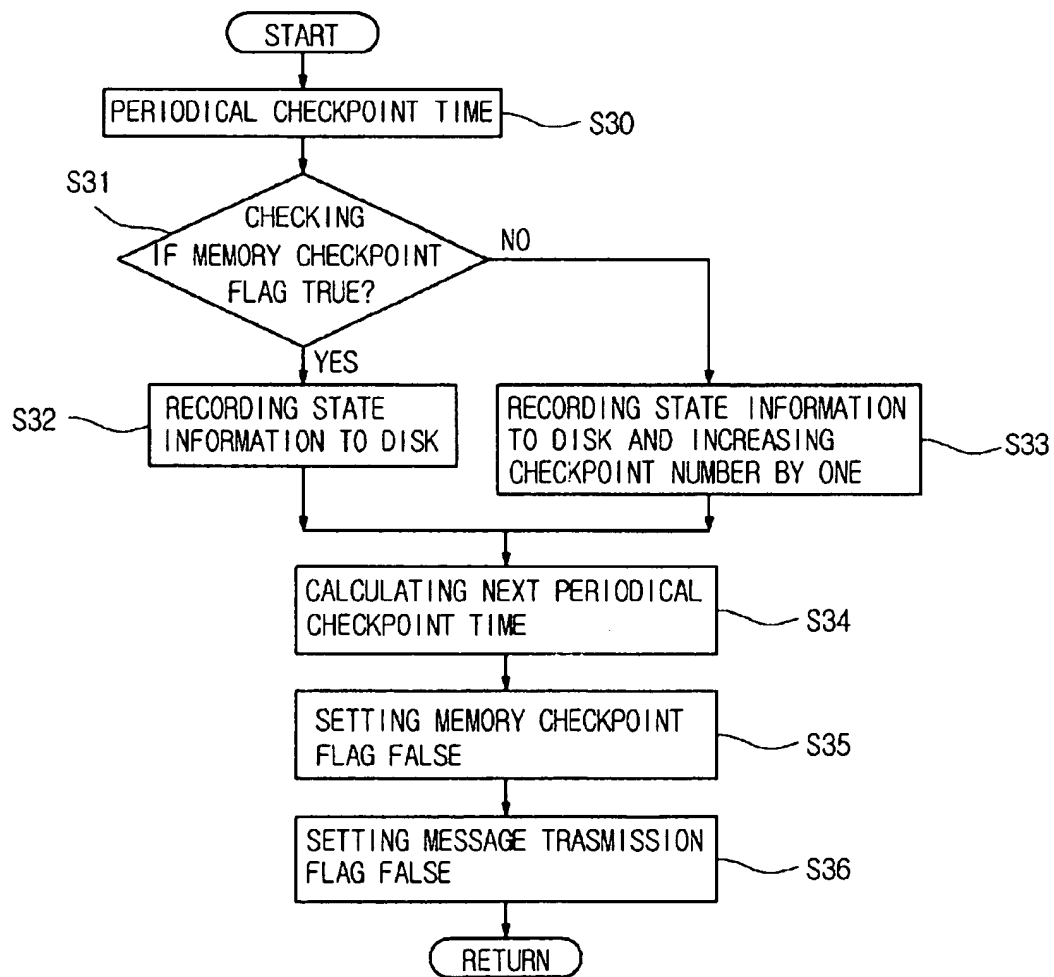 START
PERIODICAL CHECKPOINT TIME
S30
S31
CHECKING
IF MEMORY CHECKPOINT
FLAG TRUE?
NO
YES
S32
RECORDING STATE
INFORMATION TO DISK
RECORDING STATE INFORMATION
TO DISK AND INCREASING
CHECKPOINT NUMBER BY ONE
S33
CALCULATING NEXT PERIODICAL
CHECKPOINT TIME
S34
SETTING MEMORY CHECKPOINT
FLAG FALSE
S35
SETTING MESSAGE TRASMISSION
FLAG FALSE
S36
RETURN